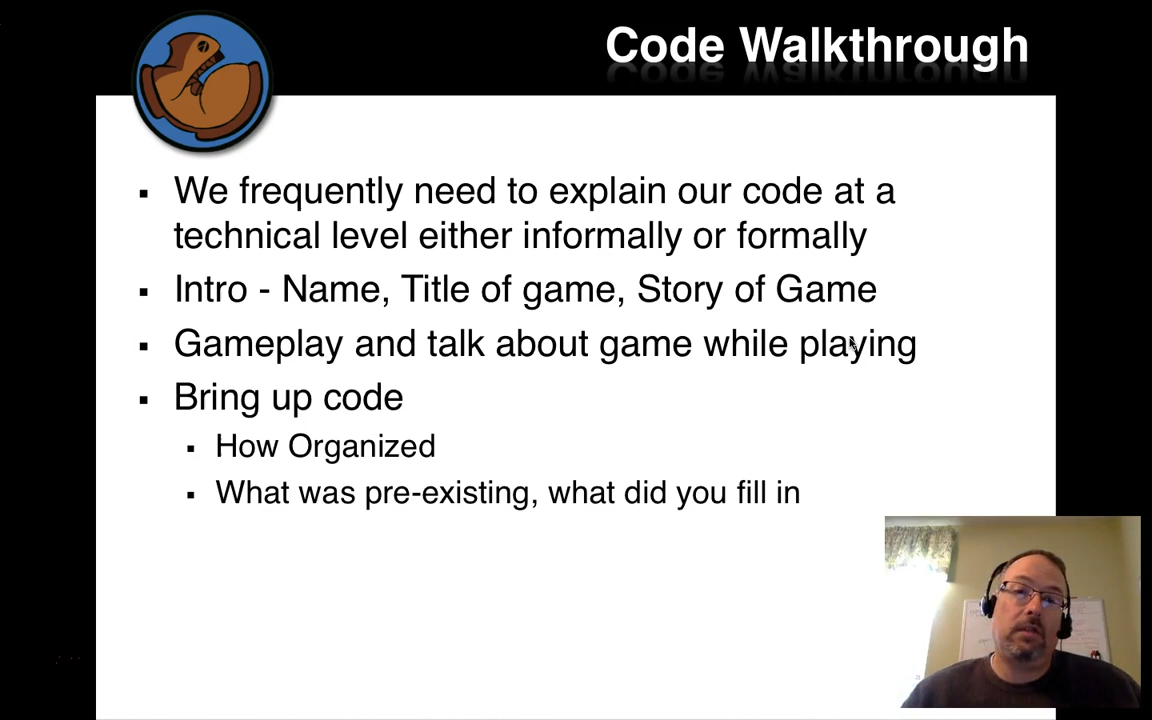 Code Walkthrough
▪ We frequently need to explain our code at a
technical level either informally or formally
▪ Intro - Name, Title of game, Story of Game
▪ Gameplay and talk about game while playing
▪ Bring up code
▪ How Organized
▪ What was pre-existing, what did you fill in